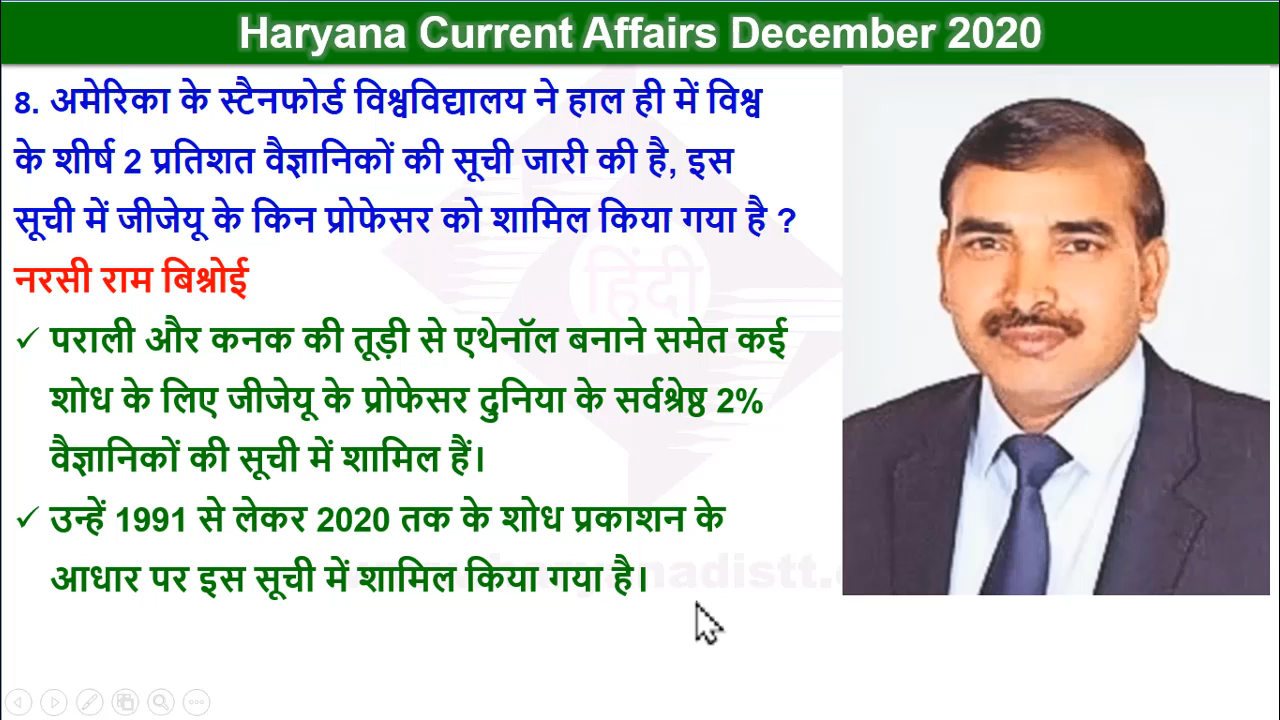 Haryana Current Affairs December 2020
8. अमेरिका के स्टैनफोर्ड विश्वविद्यालय ने हाल ही में विश्व
के शीर्ष 2 प्रतिशत वैज्ञानिकों की सूची जारी की है, इस
सूची में जीजेयू के किन प्रोफेसर को शामिल किया गया है ?
नरसी राम बिश्नोई
✓ पराली और कनक की तूड़ी से एथेनॉल बनाने समेत कई
शोध के लिए जीजेयू के प्रोफेसर दुनिया के सर्वश्रेष्ठ 2%
वैज्ञानिकों की सूची में शामिल हैं।
✓ उन्हें 1991 से लेकर 2020 तक के शोध प्रकाशन के
आधार पर इस सूची में शामिल किया गया है।
हिंदी